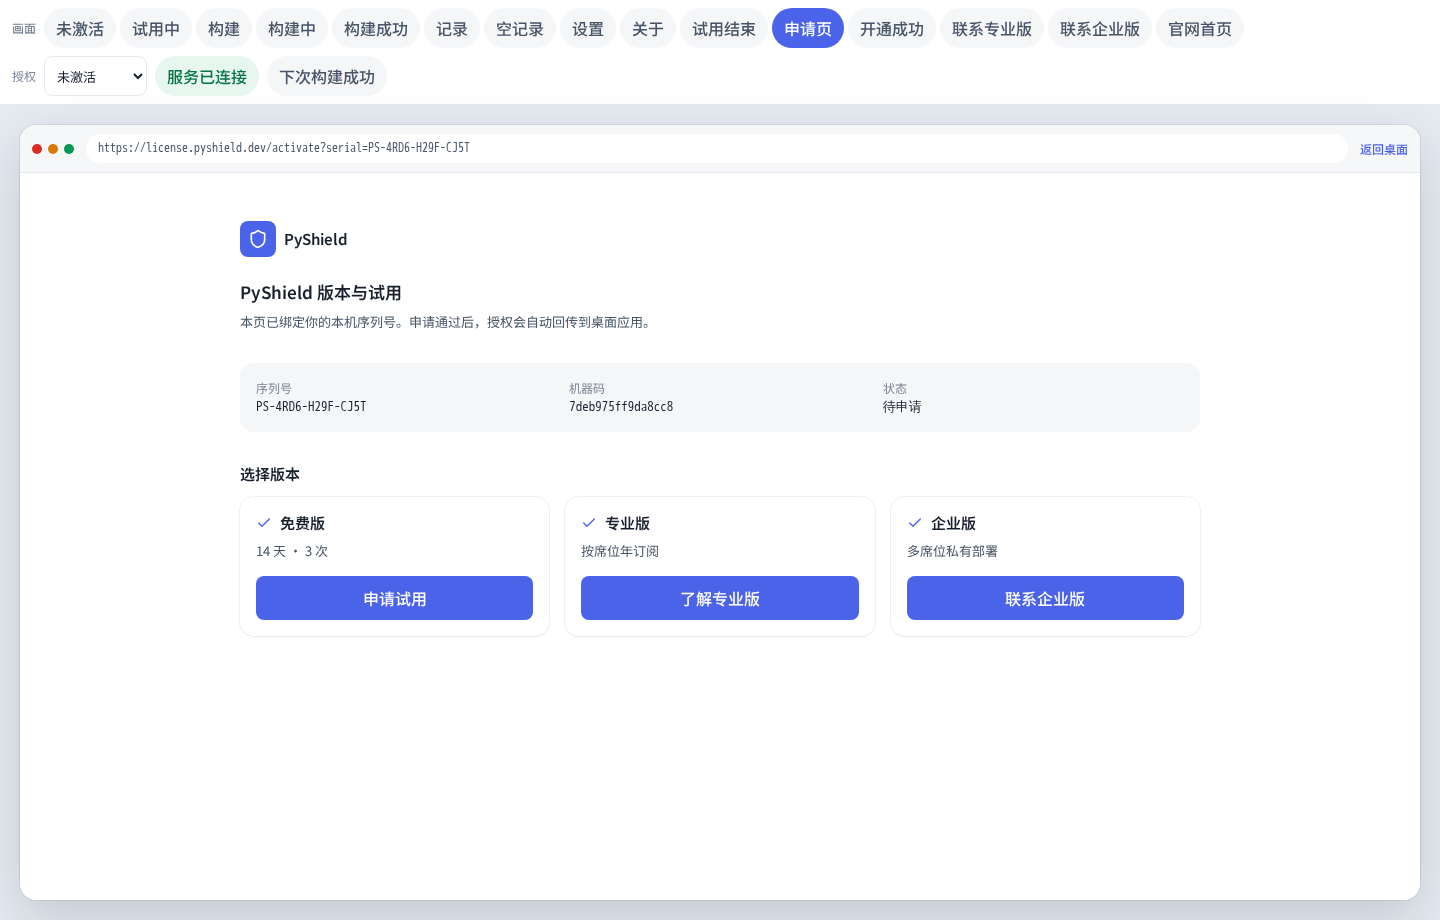 画面 未激活 试用中 构建 构建中 构建成功 记录 空记录 设置 关于 试用结束 申请页 开通成功 联系专业版 联系企业版 官网首页
授权 未激活 服务已连接 下次构建成功
https://license.pyshield.dev/activate?serial=PS-4RD6-H29F-CJ5T 返回桌面
PyShield
PyShield 版本与试用
本页已绑定你的本机序列号。申请通过后，授权会自动回传到桌面应用。
序列号 机器码 状态
PS-4RD6-H29F-CJ5T 7deb975ff9da8cc8 待申请
选择版本
免费版 专业版 企业版
14 天 · 3 次 按席位年订阅 多席位私有部署
申请试用 了解专业版 联系企业版